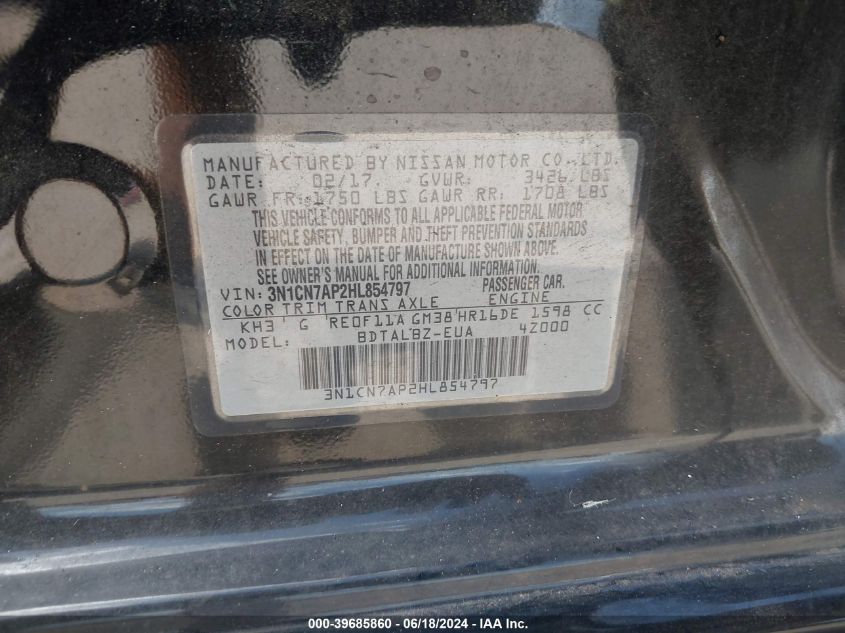 MANUFACTURED BY NISSAN MOTOR CO., LTD.
DATE: 02/17 GVWR: 3426 LBS
GAWR FR: 1750 LBS GAWR RR: 1708 LBS
THIS VEHICLE CONFORMS TO ALL APPLICABLE FEDERAL MOTOR
VEHICLE SAFETY, BUMPER AND THEFT PREVENTION STANDARDS
IN EFFECT ON THE DATE OF MANUFACTURE SHOWN ABOVE.
SEE OWNER'S MANUAL FOR ADDITIONAL INFORMATION.
VIN: 3N1CN7AP2HL854797 PASSENGER CAR.
COLOR TRIM TRANS AXLE ENGINE
KH3 G RE0F11A GM38 HR16DE 1598 CC
MODEL: BDTALBZ-EUA 4Z000
3N1CN7AP2HL854797
000-39685860 - 06/18/2024 - IAA Inc.